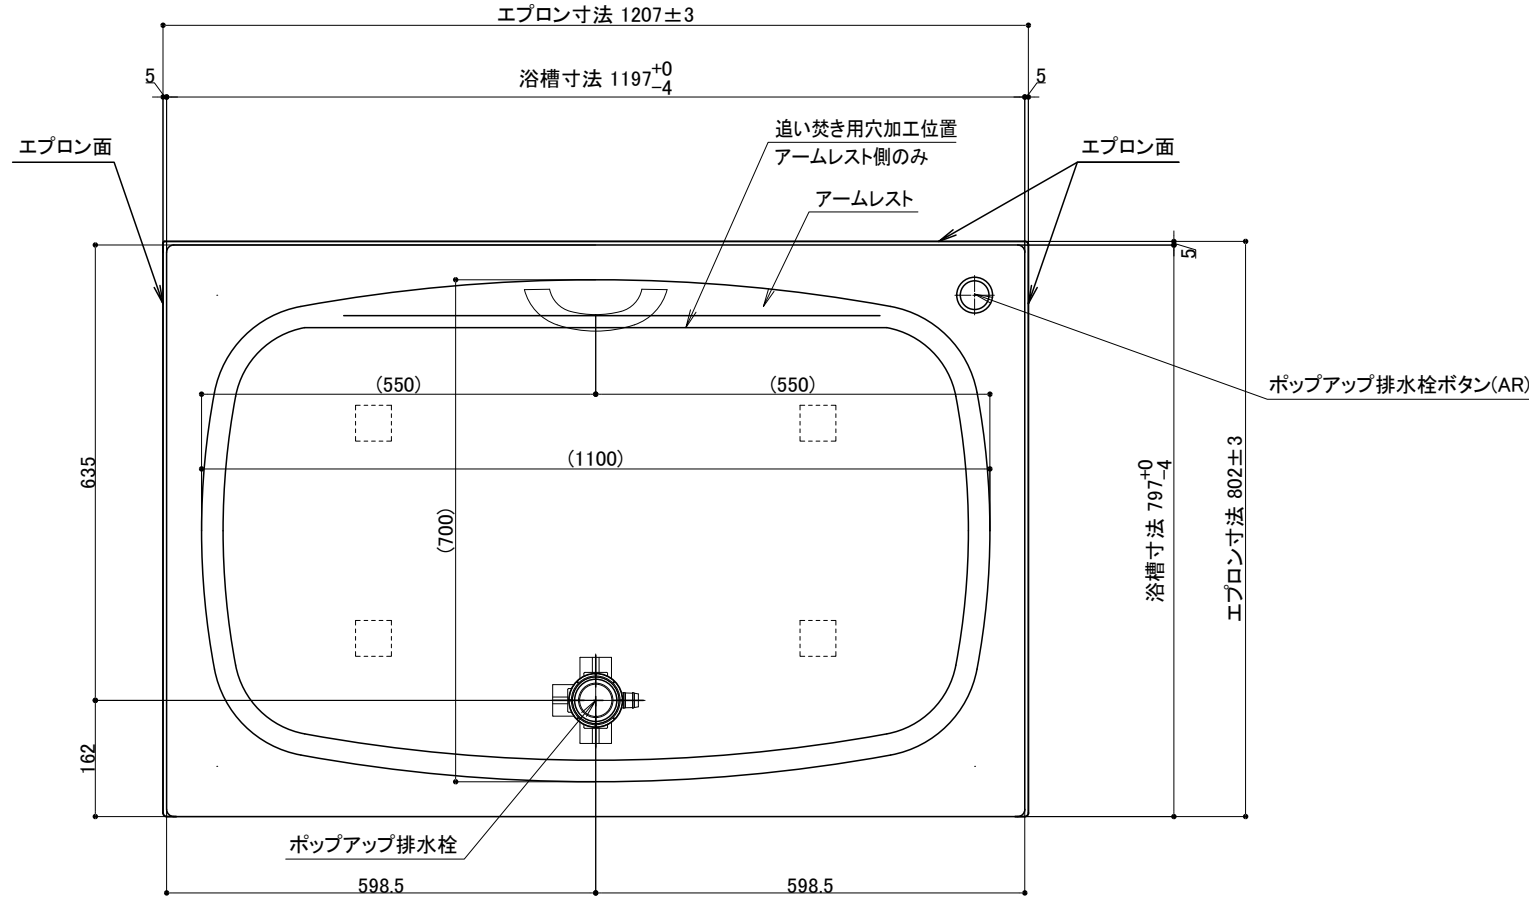 エプロン寸法 1207±3
5
浴槽寸法 1197+0-4
5
追い焚き用穴加工位置
アームレスト側のみ
エプロン面
エプロン面
アームレスト
5
(550)
(550)
ポップアップ排水栓ボタン(AR)
(1100)
635
(700)
浴槽寸法 797+0-4
エプロン寸法 802±3
162
ポップアップ排水栓
598.5
598.5